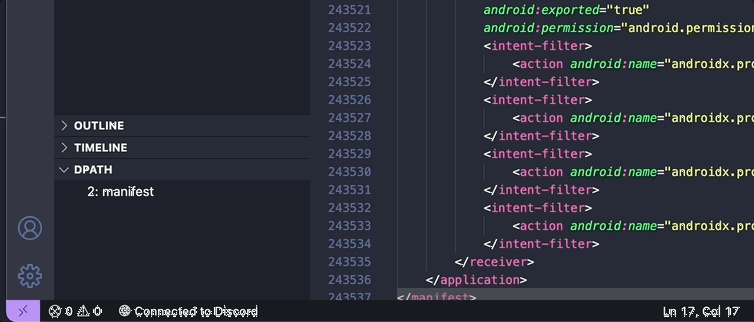 OUTLINE
TIMELINE
DPATH
2: manifest
243521 android:exported="true"
243522 android:permission="android.permission
243523 <intent-filter>
243524 <action android:name="androidx.pro
243525 </intent-filter>
243526 <intent-filter>
243527 <action android:name="androidx.pro
243528 </intent-filter>
243529 <intent-filter>
243530 <action android:name="androidx.pro
243531 </intent-filter>
243532 <intent-filter>
243533 <action android:name="androidx.pro
243534 </intent-filter>
243535 </receiver>
243536 </application>
243537 </manifest>
0 0 Connected to Discord Ln 17, Col 17